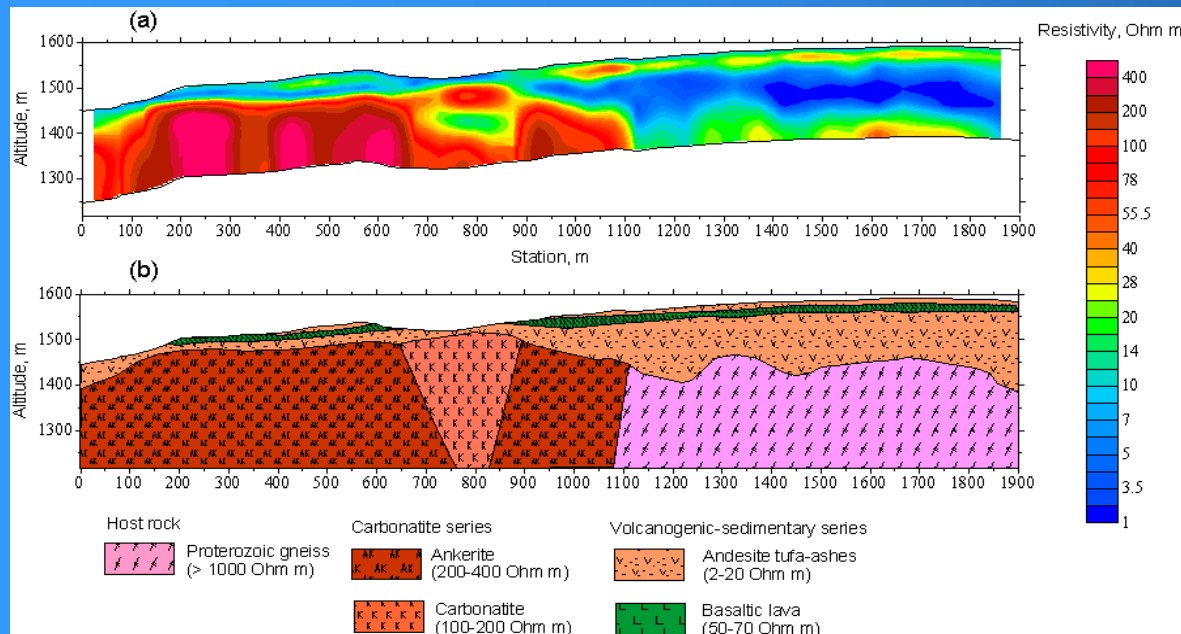 (a)
Resistivity, Ohm m
1600
1500
1400
1300
Altitude, m
0 100 200 300 400 500 600 700 800 900 1000 1100 1200 1300 1400 1500 1600 1700 1800 1900
Station, m
400
200
100
78
55.5
40
28
20
14
10
7
5
3.5
1
(b)
1600
1500
1400
1300
Altitude, m
0 100 200 300 400 500 600 700 800 900 1000 1100 1200 1300 1400 1500 1600 1700 1800 1900
Host rock
Proterozoic gneiss
(> 1000 Ohm m)
Carbonatite series
Ankerite
(200-400 Ohm m)
Carbonatite
(100-200 Ohm m)
Volcanogenic-sedimentary series
Andesite tufa-ashes
(2-20 Ohm m)
Basaltic lava
(50-70 Ohm m)